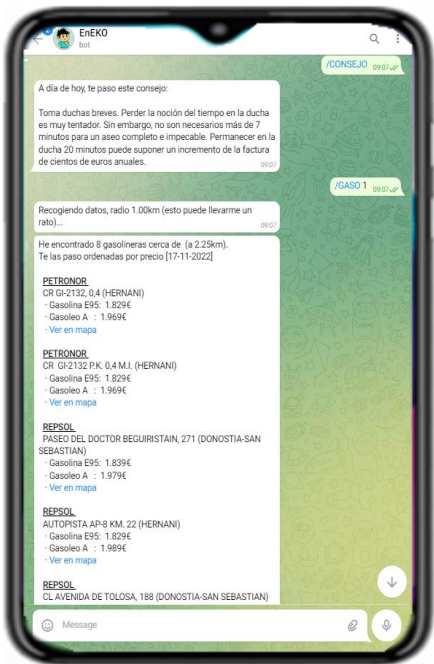 EnEKO
bot
/CONSEJO 09:07
A día de hoy, te paso este consejo:
Toma duchas breves. Perder la noción del tiempo en la ducha
es muy tentador. Sin embargo, no son necesarios más de 7
minutos para un aseo completo e impecable. Permanecer en la
ducha 20 minutos puede suponer un incremento de la factura
de cientos de euros anuales. 09:07
/GASO 1 09:07
Recogiendo datos, radio 1.00km (esto puede llevarme un
rato)... 09:07
He encontrado 8 gasolineras cerca de (a 2.25km).
Te las paso ordenadas por precio [17-11-2022]
PETRONOR
CR GI-2132, 0,4 (HERNANI)
· Gasolina E95: 1.829€
· Gasoleo A : 1.969€
· Ver en mapa
PETRONOR
CR GI-2132 P.K. 0,4 M.I. (HERNANI)
· Gasolina E95: 1.829€
· Gasoleo A : 1.969€
· Ver en mapa
REPSOL
PASEO DEL DOCTOR BEGUIRISTAIN, 271 (DONOSTIA-SAN
SEBASTIAN)
· Gasolina E95: 1.839€
· Gasoleo A : 1.979€
· Ver en mapa
REPSOL
AUTOPISTA AP-8 KM. 22 (HERNANI)
· Gasolina E95: 1.829€
· Gasoleo A : 1.989€
· Ver en mapa
REPSOL
CL AVENIDA DE TOLOSA, 188 (DONOSTIA-SAN SEBASTIAN)
Message